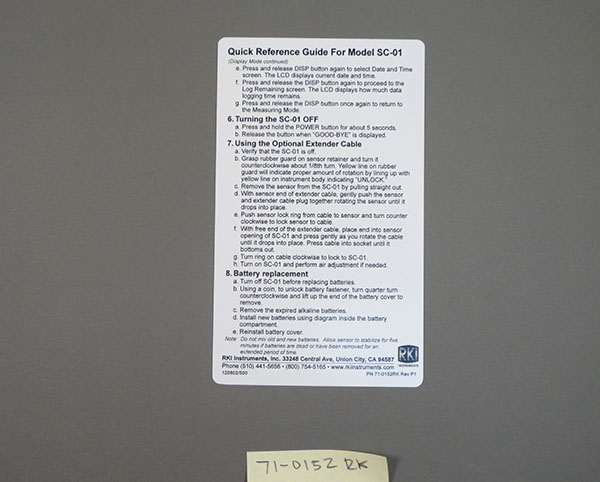 Quick Reference Guide For Model SC-01
(Display Mode continued)
e. Press and release DISP button again to select Date and Time
screen. The LCD displays current date and time.
f. Press and release the DISP button again to proceed to the
Log Remaining screen. The LCD displays how much data
logging time remains.
g. Press and release the DISP button once again to return to
the Measuring Mode.
6. Turning the SC-01 OFF
a. Press and hold the POWER button for about 5 seconds.
b. Release the button when "GOOD-BYE" is displayed.
7. Using the Optional Extender Cable
a. Verify that the SC-01 is off.
b. Grasp rubber guard on sensor retainer and turn it
counterclockwise about 1/8th turn. Yellow line on rubber
guard will indicate proper amount of rotation by lining up with
yellow line on instrument body indicating "UNLOCK."
c. Remove the sensor from the SC-01 by pulling straight out.
d. With sensor end of extender cable, gently push the sensor
and extender cable plug together rotating the sensor until it
drops into place.
e. Push sensor lock ring from cable to sensor and turn counter
clockwise to lock sensor to cable.
f. With free end of the extender cable, place end into sensor
opening of SC-01 and press gently as you rotate the cable
until it drops into place. Press cable into socket until it
bottoms out.
g. Turn ring on cable clockwise to lock to SC-01.
h. Turn on SC-01 and perform air adjustment if needed.
8. Battery replacement
a. Turn off SC-01 before replacing batteries.
b. Using a coin, to unlock battery fastener, turn quarter turn
counterclockwise and lift up the end of the battery cover to
remove.
c. Remove the expired alkaline batteries.
d. Install new batteries using diagram inside the battery
compartment.
e. Reinstall battery cover.
Note: Do not mix old and new batteries. Allow sensor to stabilize for five
minutes if batteries are dead or have been removed for an
extended period of time.
RKI Instruments, Inc. 33248 Central Ave, Union City, CA 94587
Phone (510) 441-5656 • (800) 754-5165 • www.rkiinstruments.com
120902/500
PN 71-0152RK Rev P1
RKI
INSTRUMENTS
71-0152 RK